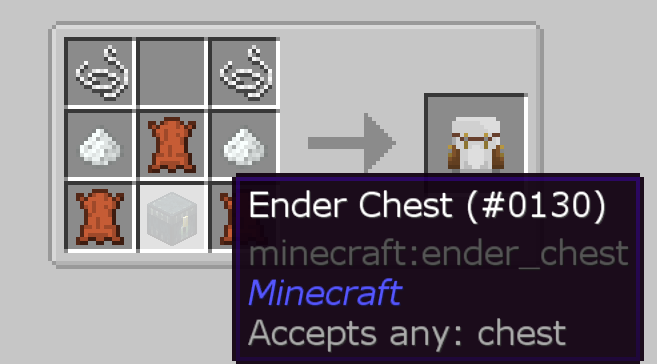 Ender Chest (#0130)
minecraft:ender_chest
Minecraft
Accepts any: chest